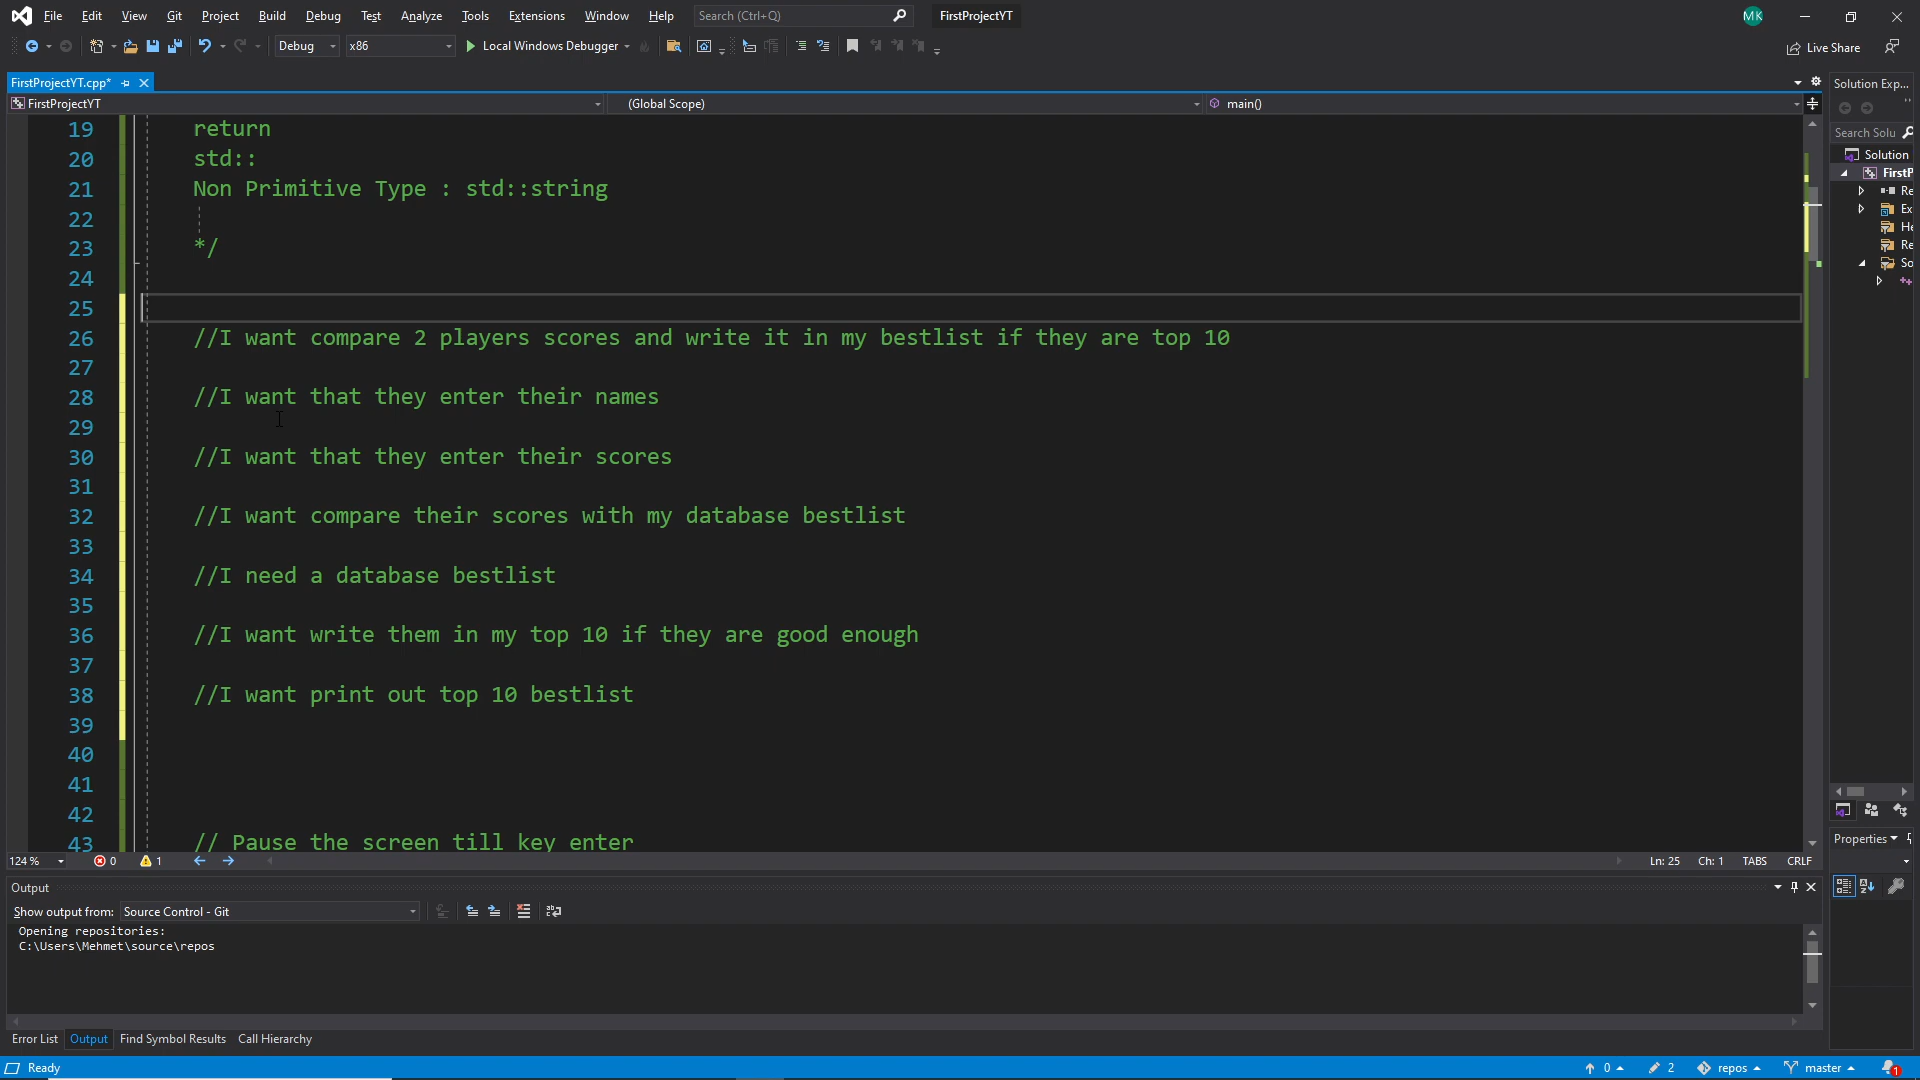 File Edit View Git Project Build Debug Test Analyze Tools Extensions Window Help Search (Ctrl+Q) FirstProjectYT MK
Debug x86 Local Windows Debugger Live Share
FirstProjectYT.cpp* Solution Exp...
FirstProjectYT (Global Scope) main()
Search Solu
Solution
FirstP
Re
Ex
He
Re
So
19 return
20 std::
21 Non Primitive Type : std::string
22
23 */
24
25
26 //I want compare 2 players scores and write it in my bestlist if they are top 10
27
28 //I want that they enter their names
29
30 //I want that they enter their scores
31
32 //I want compare their scores with my database bestlist
33
34 //I need a database bestlist
35
36 //I want write them in my top 10 if they are good enough
37
38 //I want print out top 10 bestlist
39
40
41
42
43 // Pause the screen till key enter
124 % 0 1 Ln: 25 Ch: 1 TABS CRLF
Properties
Output
Show output from: Source Control - Git
Opening repositories:
C:\Users\Mehmet\source\repos
Error List Output Find Symbol Results Call Hierarchy
Ready 0 2 repos master 1